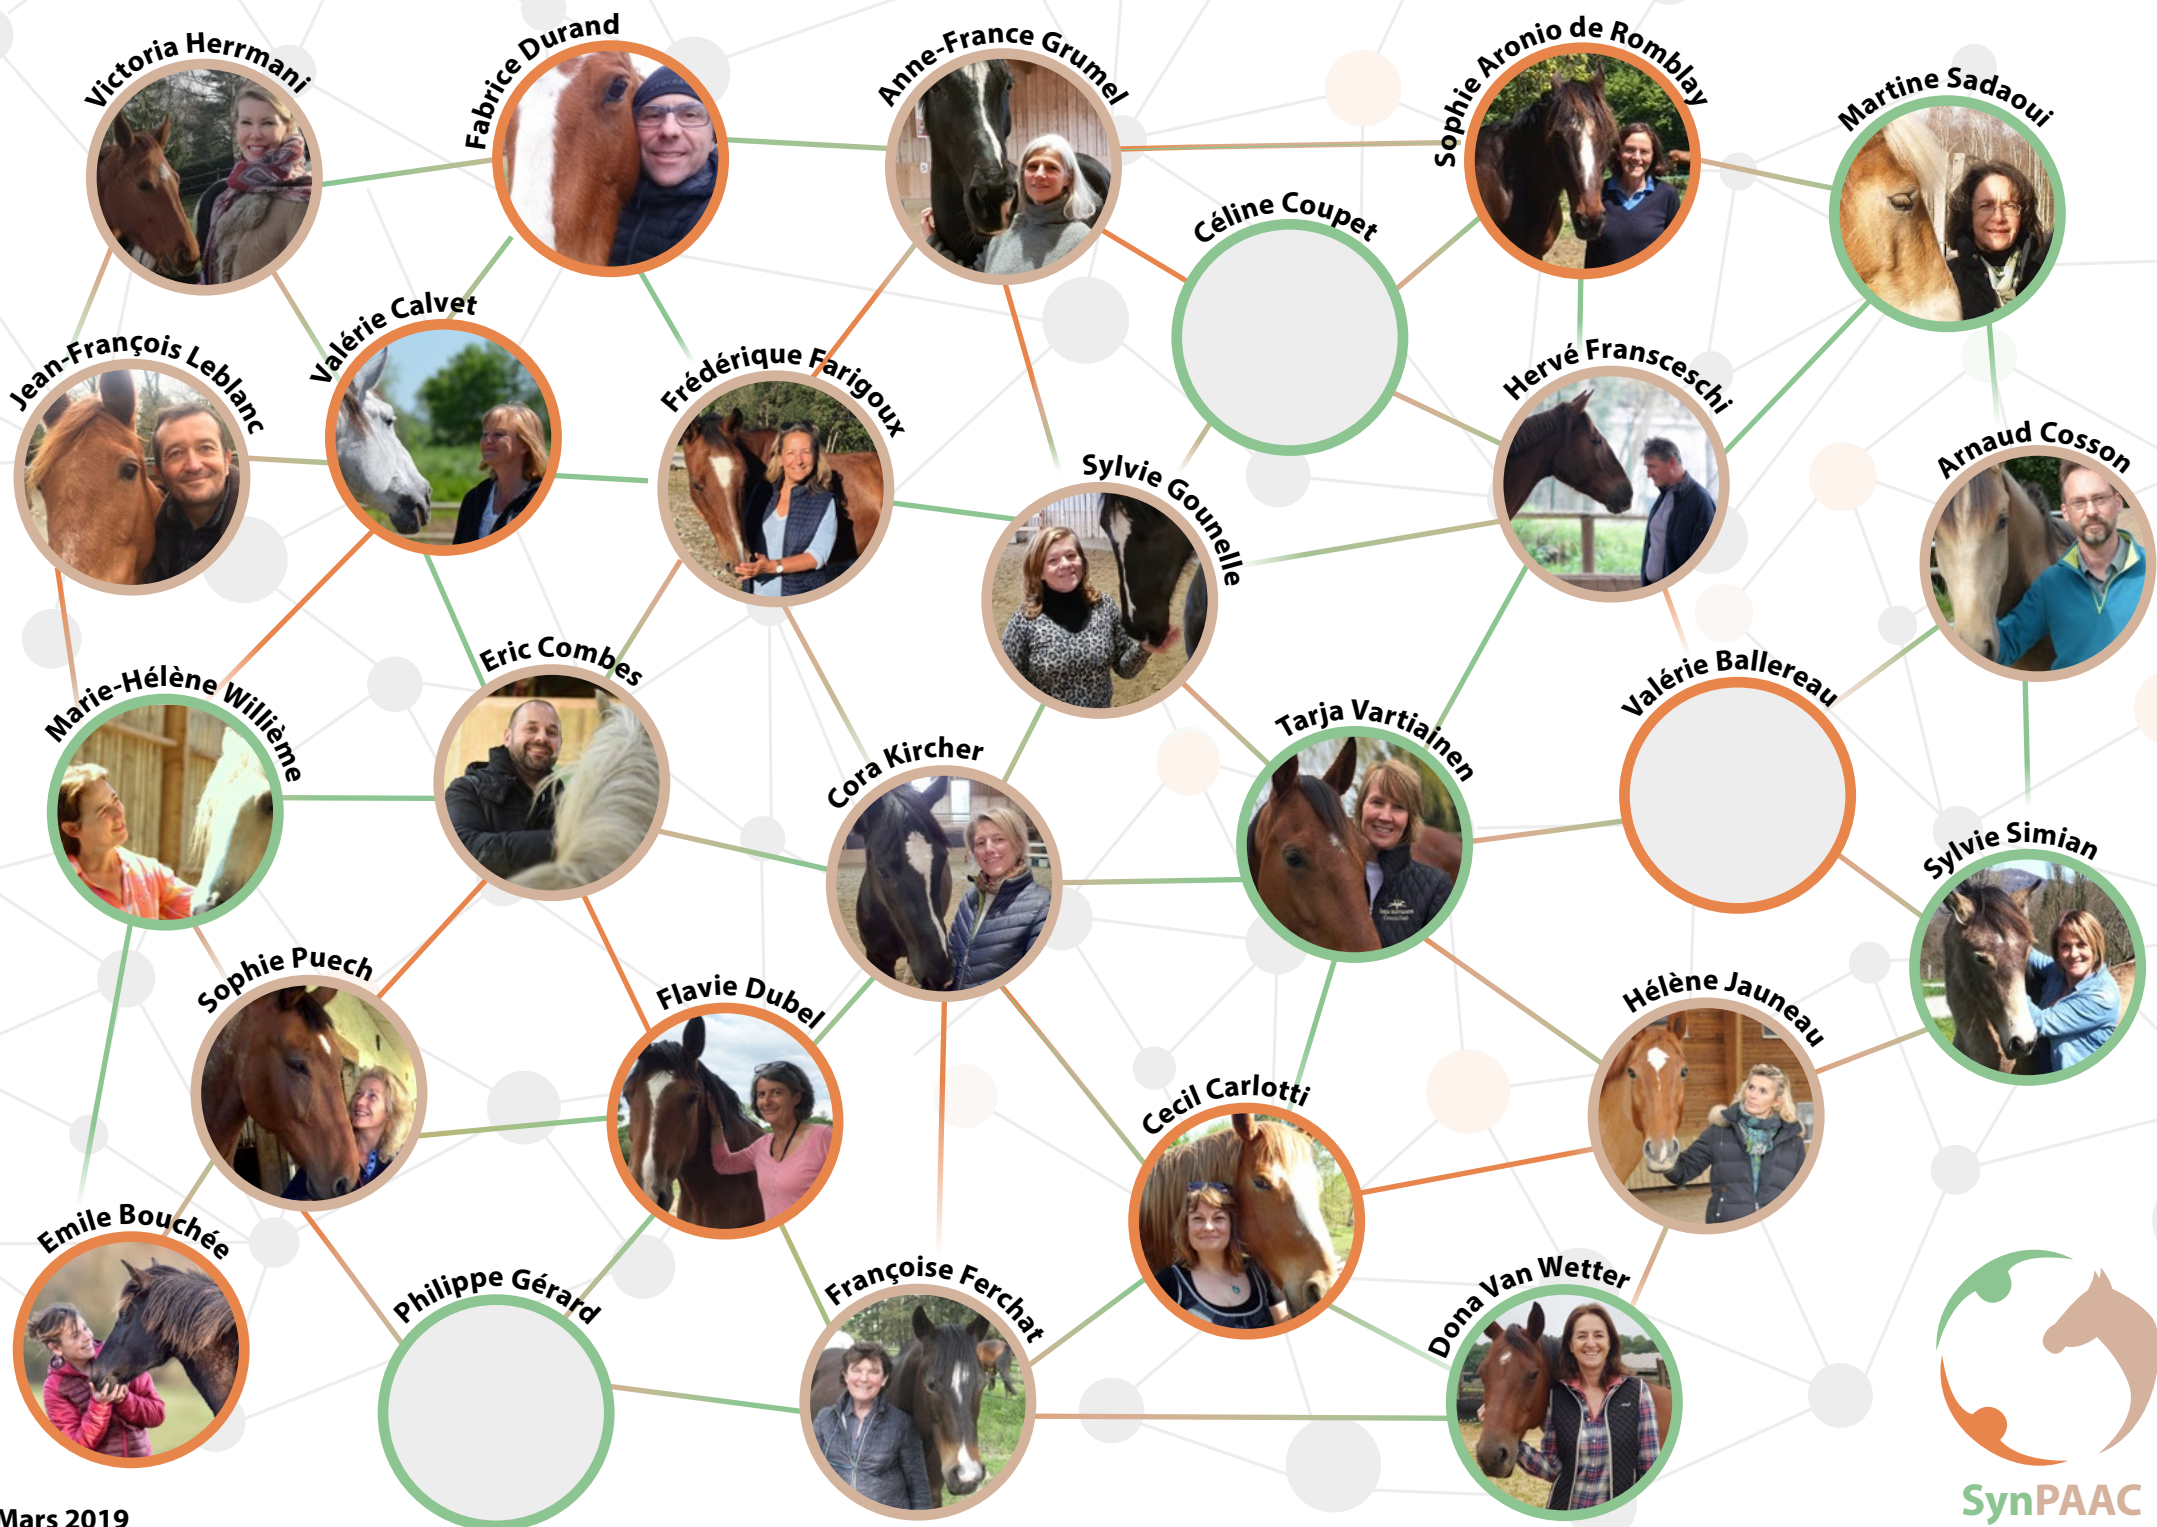 Victoria Herrmani
Fabrice Durand
Anne-France Grumel
Sophie Aronio de Romblay
Martine Sadaoui
Céline Coupet
Jean-François Leblanc
Valérie Calvet
Frédérique Farigoux
Hervé Fransceschi
Arnaud Cosson
Sylvie Gounelle
Marie-Hélène Willième
Eric Combes
Cora Kircher
Tarja Vartiainen
Valérie Ballereau
Sylvie Simian
Sophie Puech
Flavie Dubel
Hélène Jauneau
Cecil Carlotti
Emile Bouchée
Philippe Gérard
Françoise Ferchat
Dona Van Wetter
SynPAAC
Mars 2019